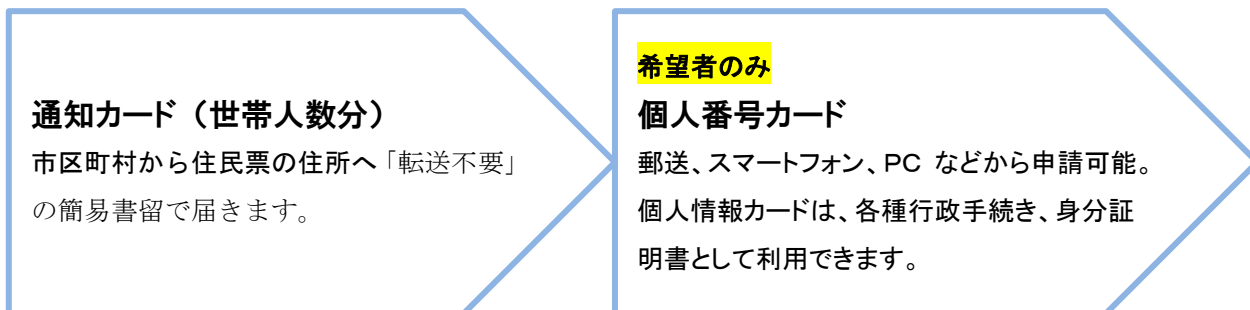 通知カード（世帯人数分）
市区町村から住民票の住所へ「転送不要」
の簡易書留で届きます。
希望者のみ
個人番号カード
郵送、スマートフォン、PC などから申請可能。
個人情報カードは、各種行政手続き、身分証
明書として利用できます。